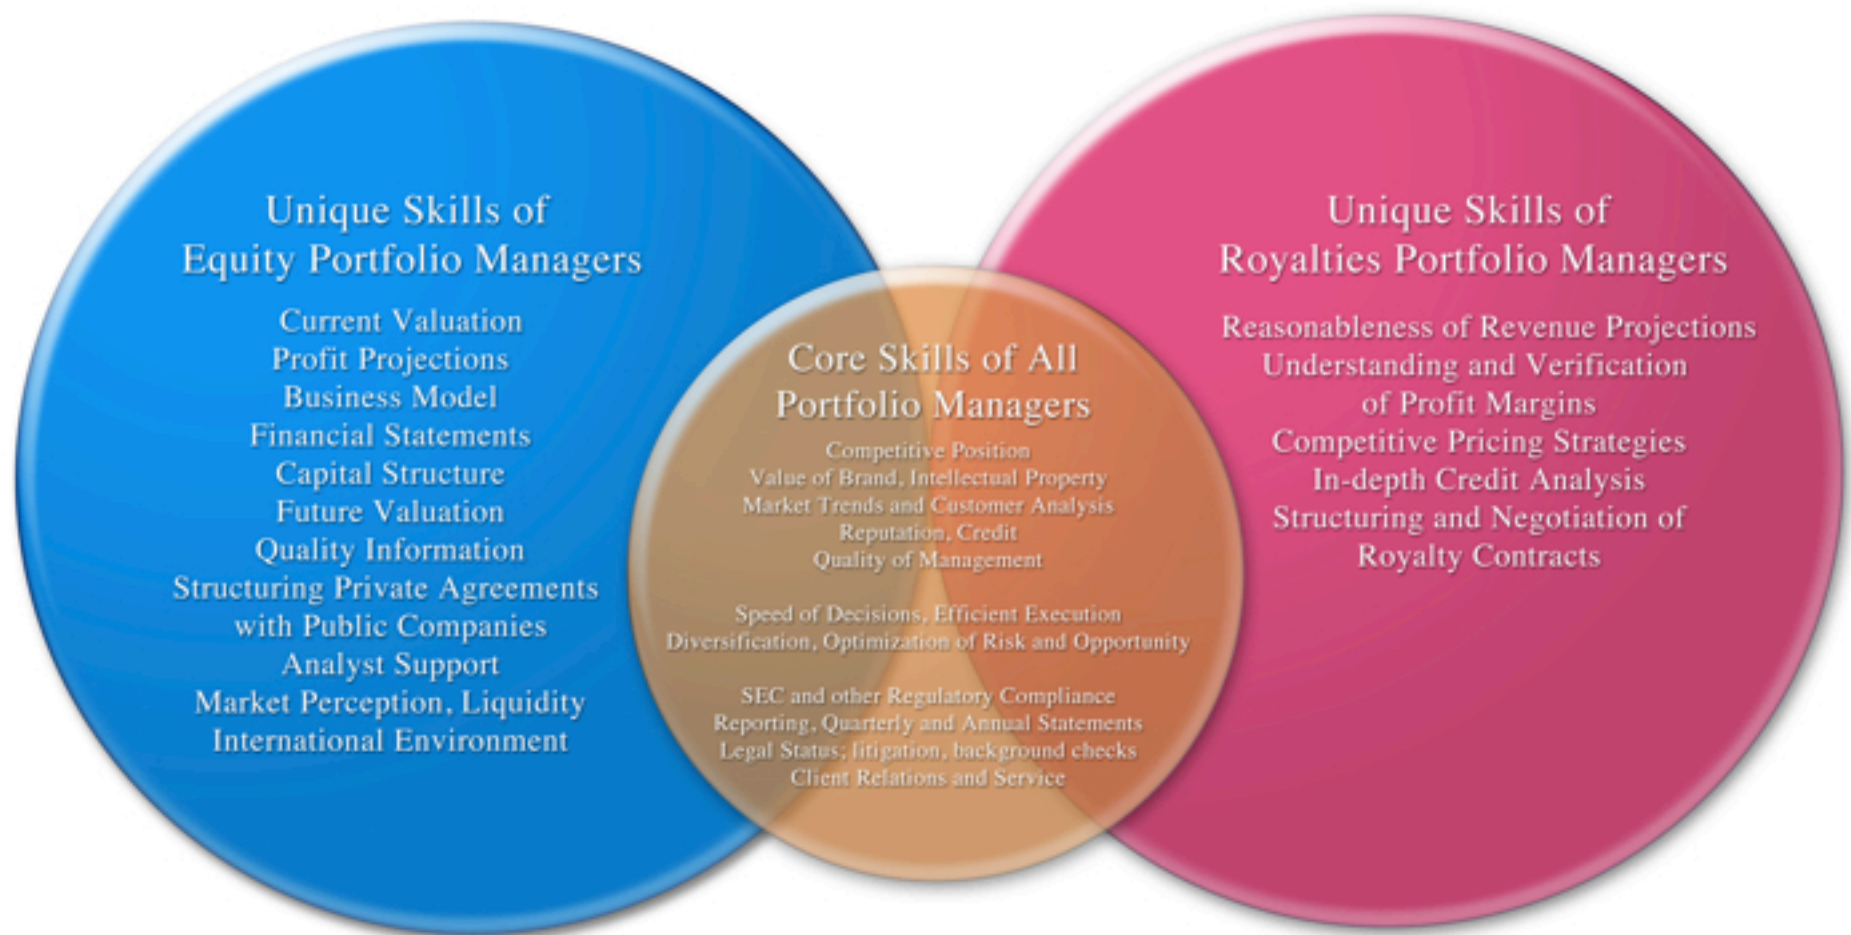 Unique Skills of
Equity Portfolio Managers
Current Valuation
Profit Projections
Business Model
Financial Statements
Capital Structure
Future Valuation
Quality Information
Structuring Private Agreements
with Public Companies
Analyst Support
Market Perception, Liquidity
International Environment
Core Skills of All
Portfolio Managers
Competitive Position
Value of Brand, Intellectual Property
Market Trends and Customer Analysis
Reputation, Credit
Quality of Management
Speed of Decisions, Efficient Execution
Diversification, Optimization of Risk and Opportunity
SEC and other Regulatory Compliance
Reporting, Quarterly and Annual Statements
Legal Status; litigation, background checks
Client Relations and Service
Unique Skills of
Royalties Portfolio Managers
Reasonableness of Revenue Projections
Understanding and Verification
of Profit Margins
Competitive Pricing Strategies
In-depth Credit Analysis
Structuring and Negotiation of
Royalty Contracts